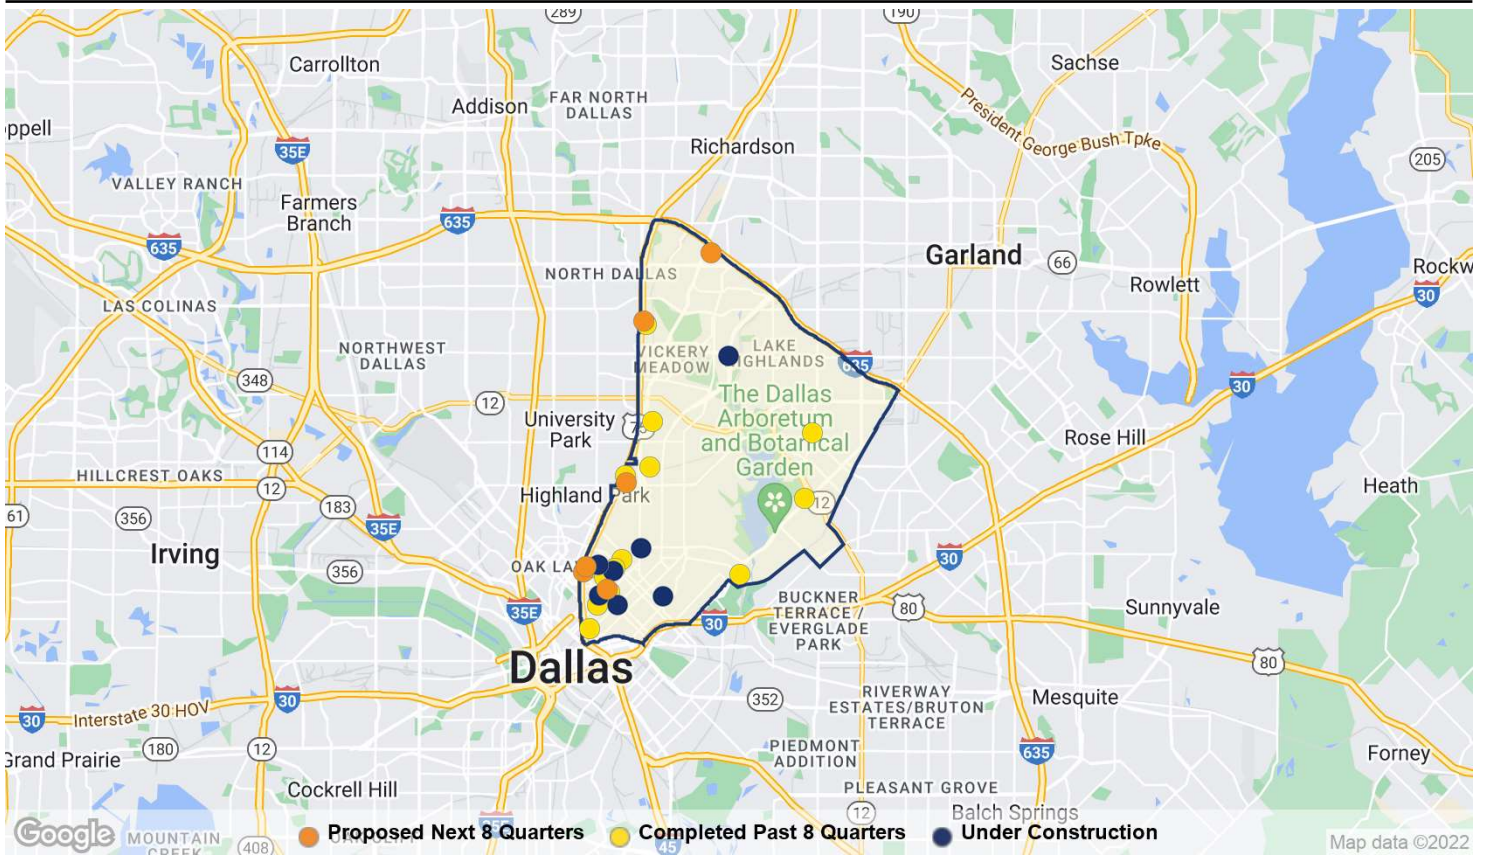 289
190
Carrollton
Sachse
Addison
FAR NORTH
DALLAS
President George Bush Tpke
ppell
35E
Richardson
205
VALLEY RANCH
Farmers
Branch
635
635
Garland
66
NORTH DALLAS
Rowlett
Rockw
30
LAS COLINAS
NORTHWEST
DALLAS
VICKERY
MEADOW
LAKE
HIGHLANDS
635
348
30
12
The Dallas
Arboretum
and Botanical
Garden
University
Park
Rose Hill
114
HILLCREST OAKS
12
Highland Park
183
12
Heath
61
356
35E
Irving
356
OAK LA
30
BUCKNER
TERRACE /
EVERGLADE
PARK
35E
30
80
Sunnyvale
Dallas
80
352
RIVERWAY
ESTATES/BRUTON
TERRACE
Mesquite
30
Interstate 30 HOV
30
180
12
Grand Prairie
PIEDMONT
ADDITION
635
Forney
Cockrell Hill
PLEASANT GROVE
12
Balch Springs
Google
MOUNTAIN
CREEK
408
Proposed Next 8 Quarters
Completed Past 8 Quarters
Under Construction
45
Map data ©2022